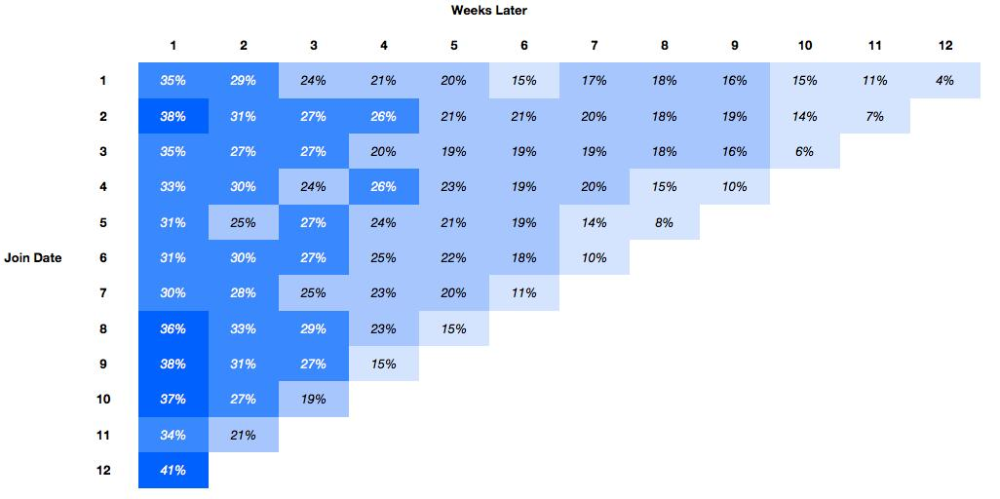 Weeks Later
1 2 3 4 5 6 7 8 9 10 11 12
1 35% 29% 24% 21% 20% 15% 17% 18% 16% 15% 11% 4%
2 38% 31% 27% 26% 21% 21% 20% 18% 19% 14% 7%
3 35% 27% 27% 20% 19% 19% 19% 18% 16% 6%
4 33% 30% 24% 26% 23% 19% 20% 15% 10%
5 31% 25% 27% 24% 21% 19% 14% 8%
Join Date 6 31% 30% 27% 25% 22% 18% 10%
7 30% 28% 25% 23% 20% 11%
8 36% 33% 29% 23% 15%
9 38% 31% 27% 15%
10 37% 27% 19%
11 34% 21%
12 41%